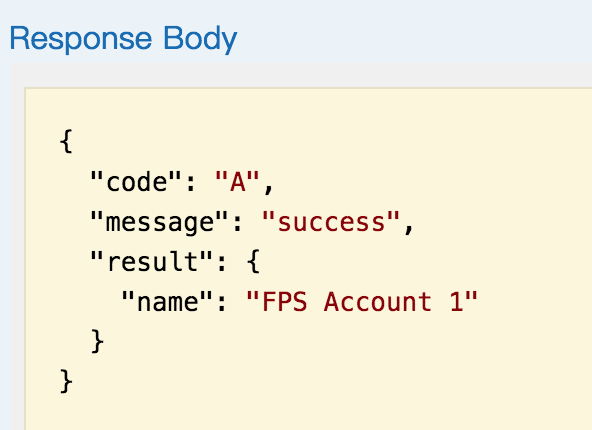 Response Body
{
"code": "A",
"message": "success",
"result": {
"name": "FPS Account 1"
}
}